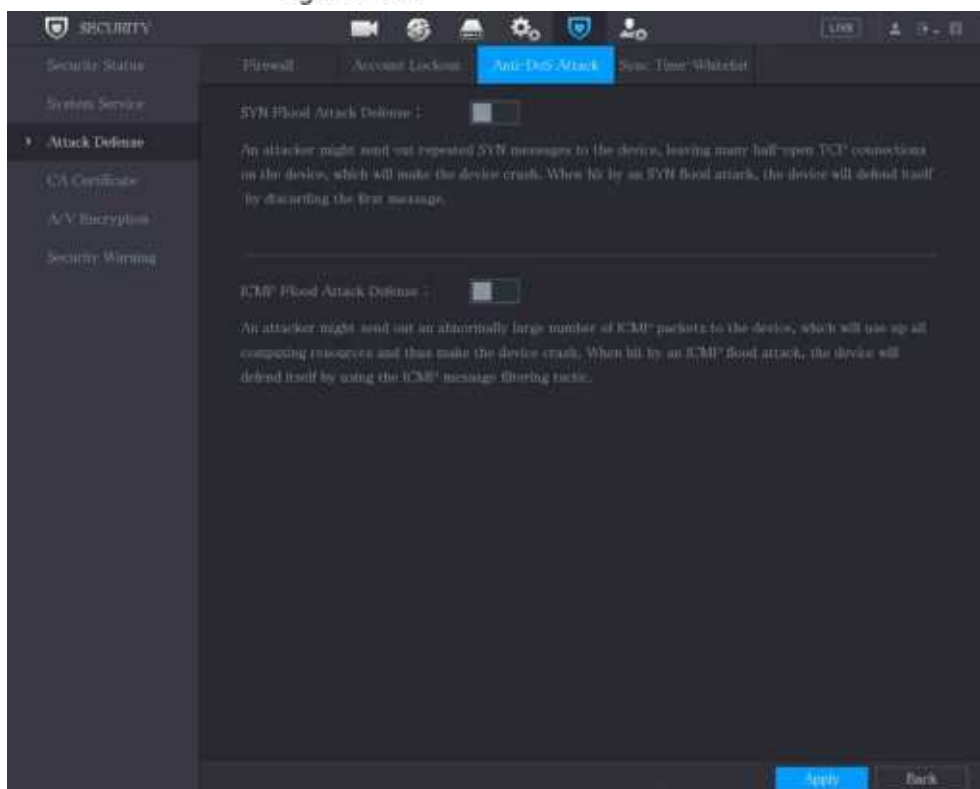 SECURITY
LIVE
Security Status
Firewall
Account Lockout
Anti-DoS Attack
Sync Time-Whitelist
System Service
Attack Defense
CA Certificate
A/V Encryption
Security Warning
SYN Flood Attack Defense :
An attacker might send out repeated SYN messages to the device, leaving many half-open TCP connections
on the device, which will make the device crash. When hit by an SYN flood attack, the device will defend itself
by discarding the first message.
ICMP Flood Attack Defense :
An attacker might send out an abnormally large number of ICMP packets to the device, which will use up all
computing resources and thus make the device crash. When hit by an ICMP flood attack, the device will
defend itself by using the ICMP message filtering tactic.
Apply
Back